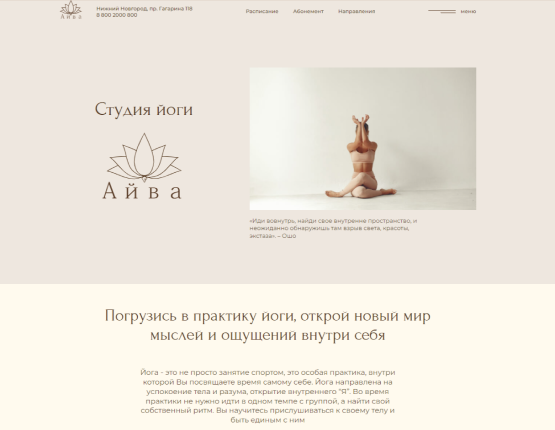 Айва
Нижний Новгород, пр. Гагарина 116
8 800 2000 600
Расписание
Абонемент
Направления
меню
Студия йоги
Айва
«Иди вовнутрь, найди свое внутренне пространство, и
неожиданно обнаружишь там взрыв света, красоты,
экстаза». – Ошо
Погрузись в практику йоги, открой новый мир
мыслей и ощущений внутри себя
Йога - это не просто занятие спортом, это особая практика, внутри
которой Вы посвящаете время самому себе. Йога направлена на
успокоение тела и разума, открытие внутреннего "Я". Во время
практики не нужно идти в одном темпе с группой, а найти свой
собственный ритм. Вы научитесь прислушиваться к своему телу и
быть единым с ним